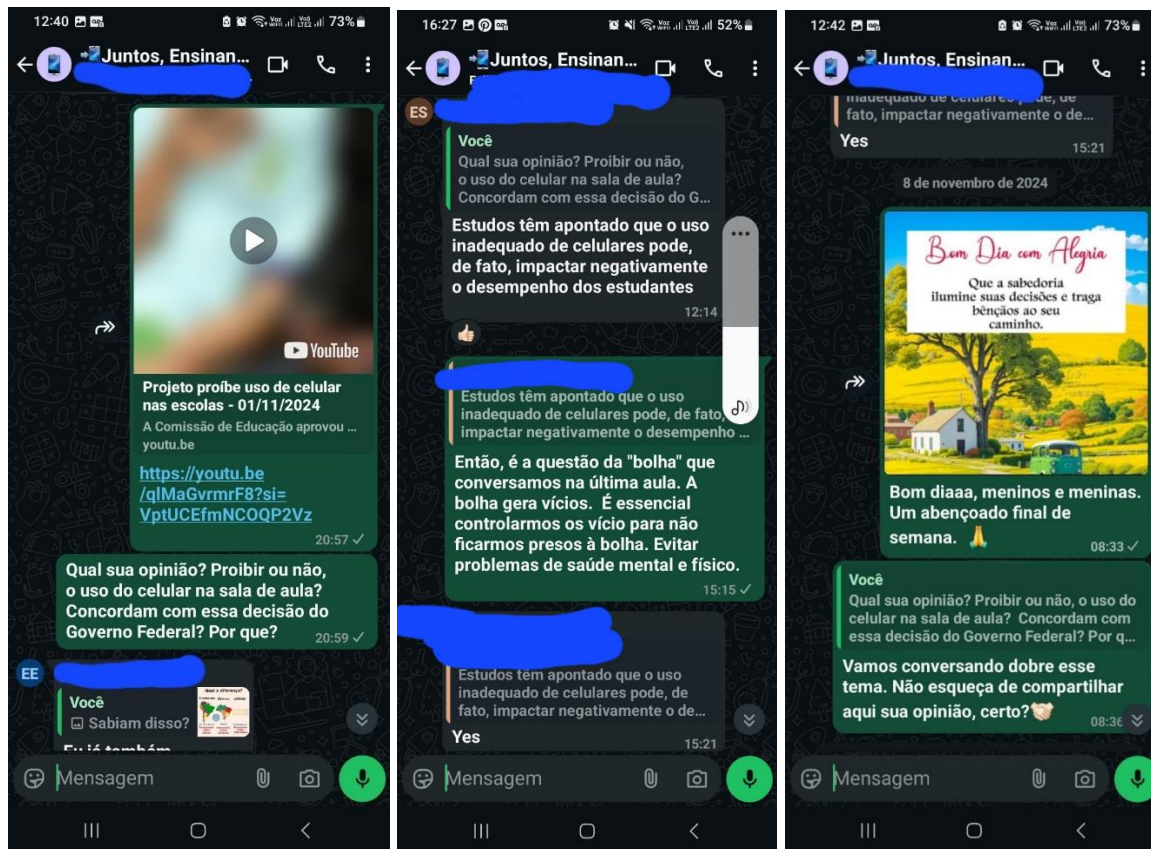 12:40
73%
📲Juntos, Ensinan...
YouTube
Projeto proíbe uso de celular
nas escolas - 01/11/2024
A Comissão de Educação aprovou ...
youtu.be
https://youtu.be
/qlMaGvrmrF8?si=
VptUCEfmNCOQP2Vz
20:57
Qual sua opinião? Proibir ou não,
o uso do celular na sala de aula?
Concordam com essa decisão do
Governo Federal? Por que?
20:59
EE
Você
Sabiam disso?
Eu já também
Mensagem
16:27
52%
📲Juntos, Ensinan...
ES
Você
Qual sua opinião? Proibir ou não,
o uso do celular na sala de aula?
Concordam com essa decisão do G...
Estudos têm apontado que o uso
inadequado de celulares pode,
de fato, impactar negativamente
o desempenho dos estudantes
12:14
Estudos têm apontado que o uso
inadequado de celulares pode, de fato,
impactar negativamente o desempenho ...
Então, é a questão da "bolha" que
conversamos na última aula. A
bolha gera vícios. É essencial
controlarmos os vício para não
ficarmos presos à bolha. Evitar
problemas de saúde mental e físico.
15:15
Estudos têm apontado que o uso
inadequado de celulares pode, de
fato, impactar negativamente o de...
Yes
15:21
Mensagem
12:42
73%
📲Juntos, Ensinan...
inadequado de celulares pode, de
fato, impactar negativamente o de...
Yes
15:21
8 de novembro de 2024
Bom Dia com Alegria
Que a sabedoria
ilumine suas decisões e traga
bênçãos ao seu
caminho.
Bom diaaa, meninos e meninas.
Um abençoado final de
semana. 🙏
08:33
Você
Qual sua opinião? Proibir ou não, o uso do
celular na sala de aula? Concordam com
essa decisão do Governo Federal? Por q...
Vamos conversando dobre esse
tema. Não esqueça de compartilhar
aqui sua opinião, certo?🤝
08:36
Mensagem